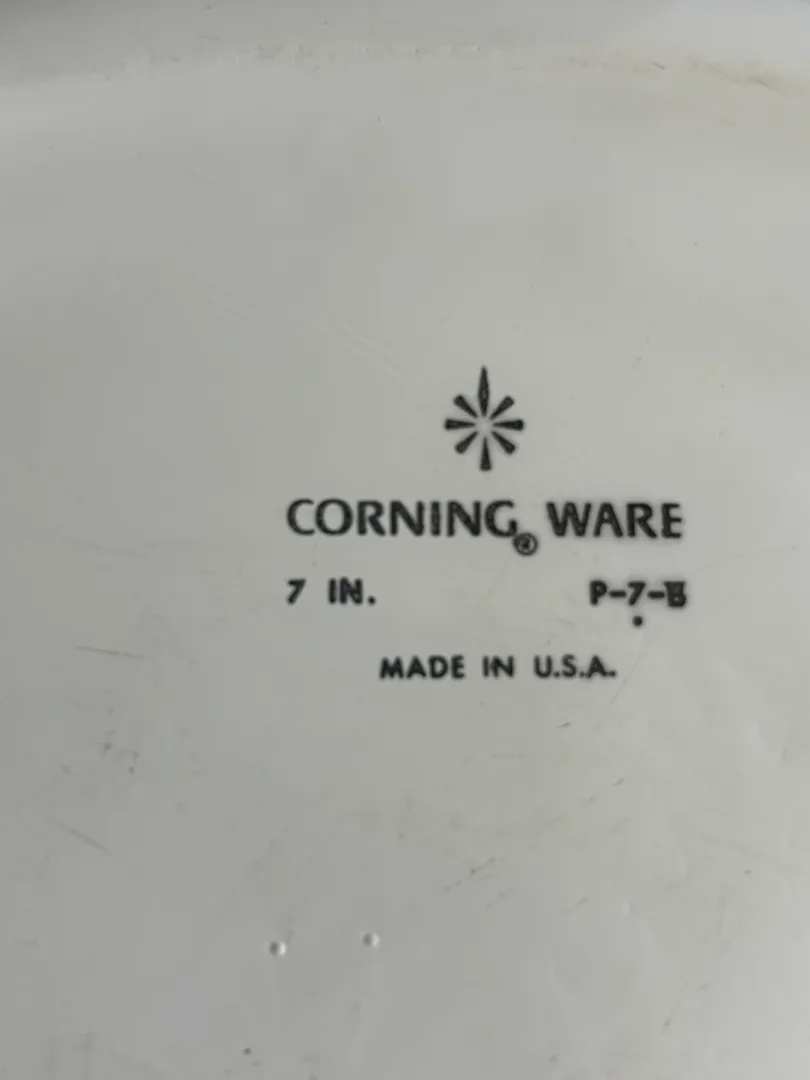 CORNING® WARE
7 IN. P-7-B
MADE IN U.S.A.